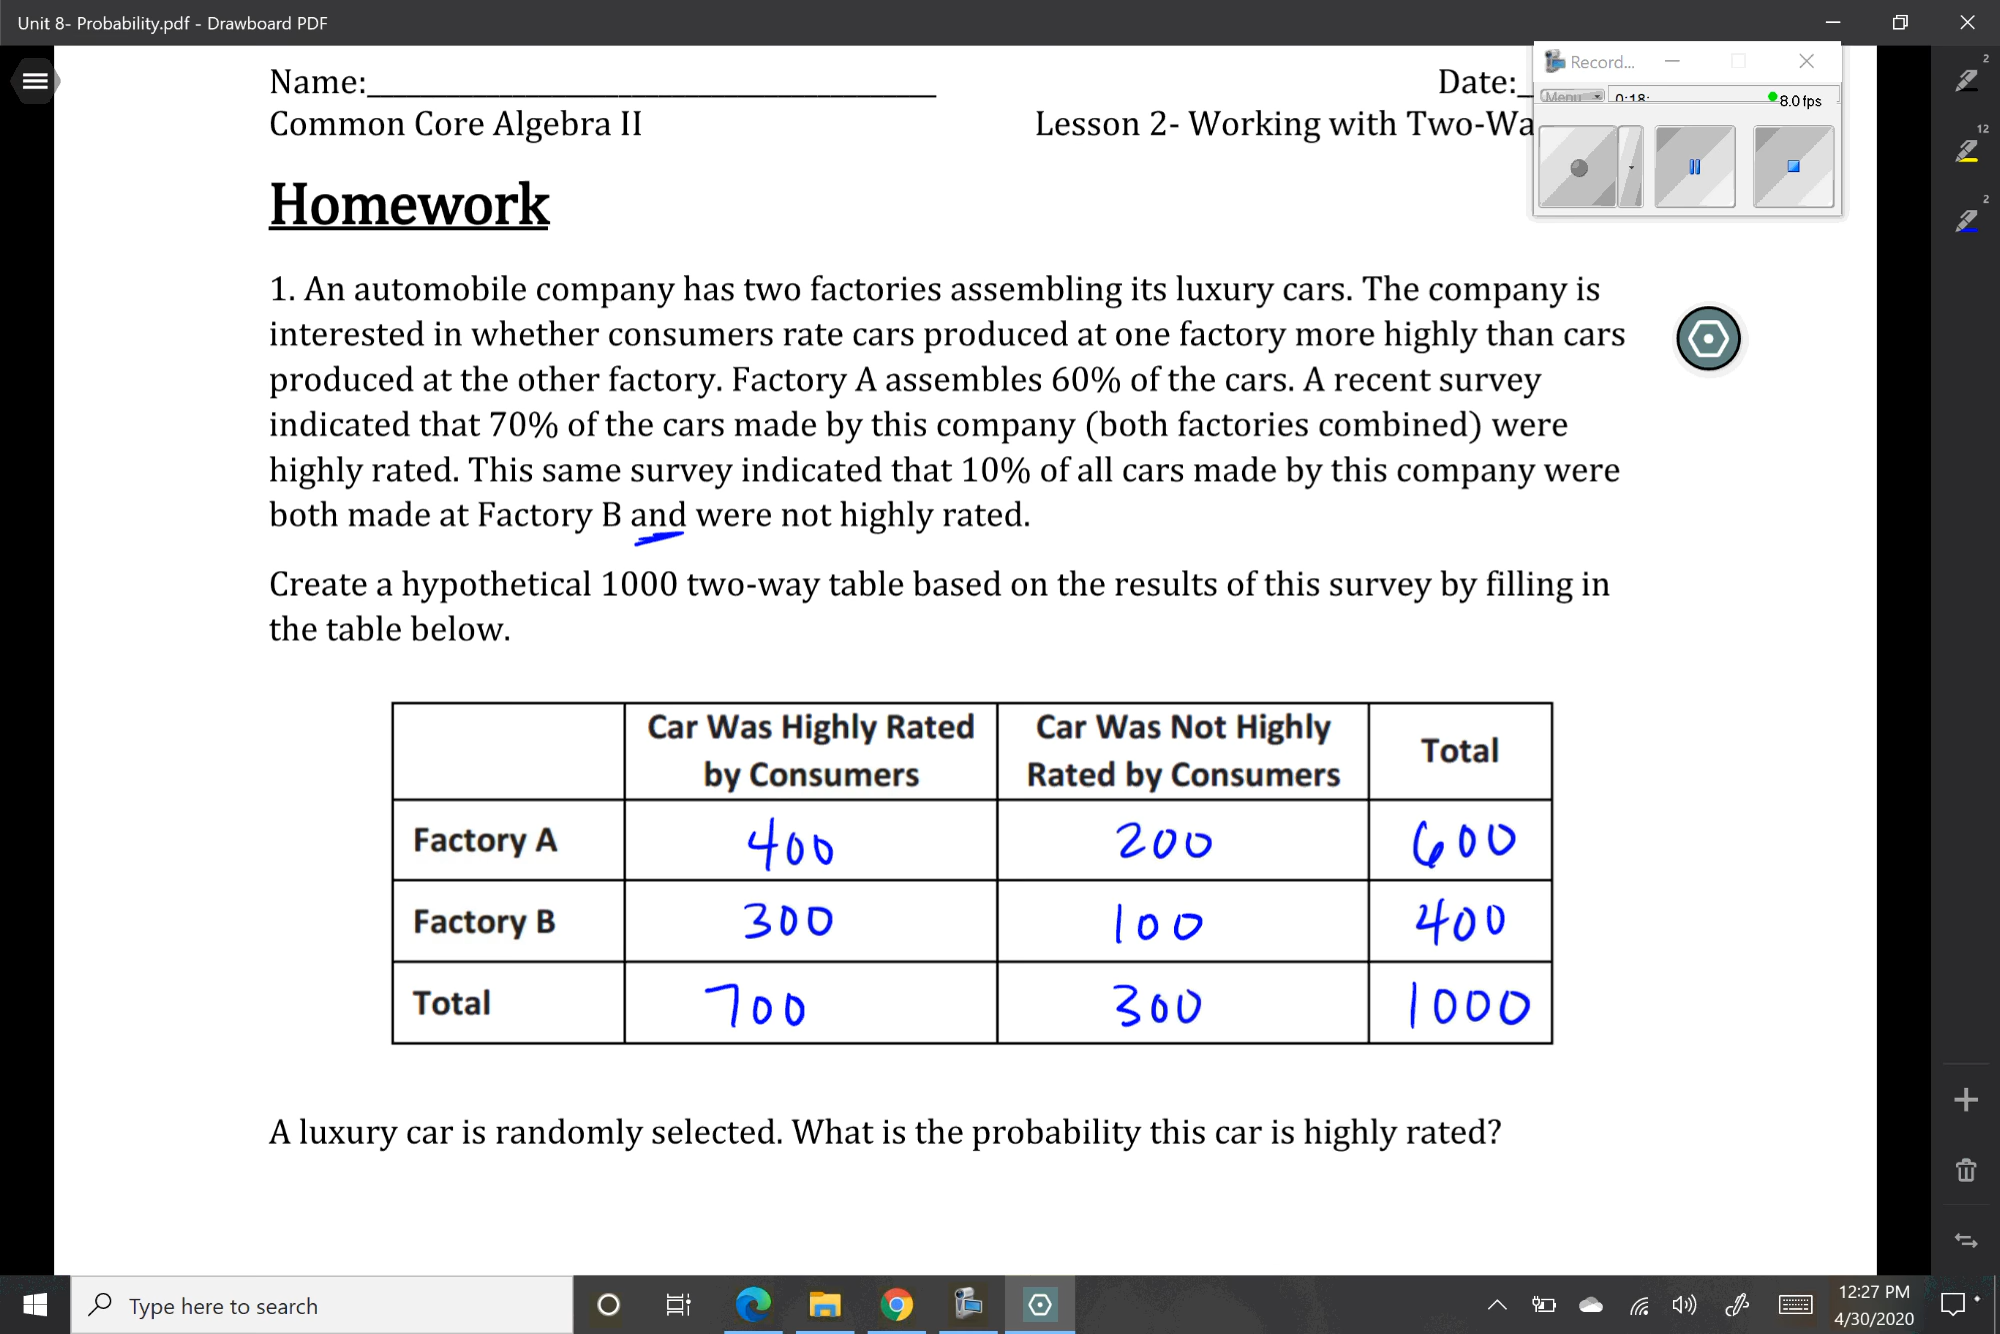 Unit 8- Probability.pdf - Drawboard PDF
Record...
Menu 0:18: 8.0 fps
2
12
2
Name: Date:
Common Core Algebra II Lesson 2- Working with Two-Wa
Homework
1. An automobile company has two factories assembling its luxury cars. The company is
interested in whether consumers rate cars produced at one factory more highly than cars
produced at the other factory. Factory A assembles 60% of the cars. A recent survey
indicated that 70% of the cars made by this company (both factories combined) were
highly rated. This same survey indicated that 10% of all cars made by this company were
both made at Factory B and were not highly rated.
Create a hypothetical 1000 two-way table based on the results of this survey by filling in
the table below.
Car Was Highly Rated by Consumers Car Was Not Highly Rated by Consumers Total
Factory A 400 200 600
Factory B 300 100 400
Total 700 300 1000
A luxury car is randomly selected. What is the probability this car is highly rated?
Type here to search
12:27 PM
4/30/2020